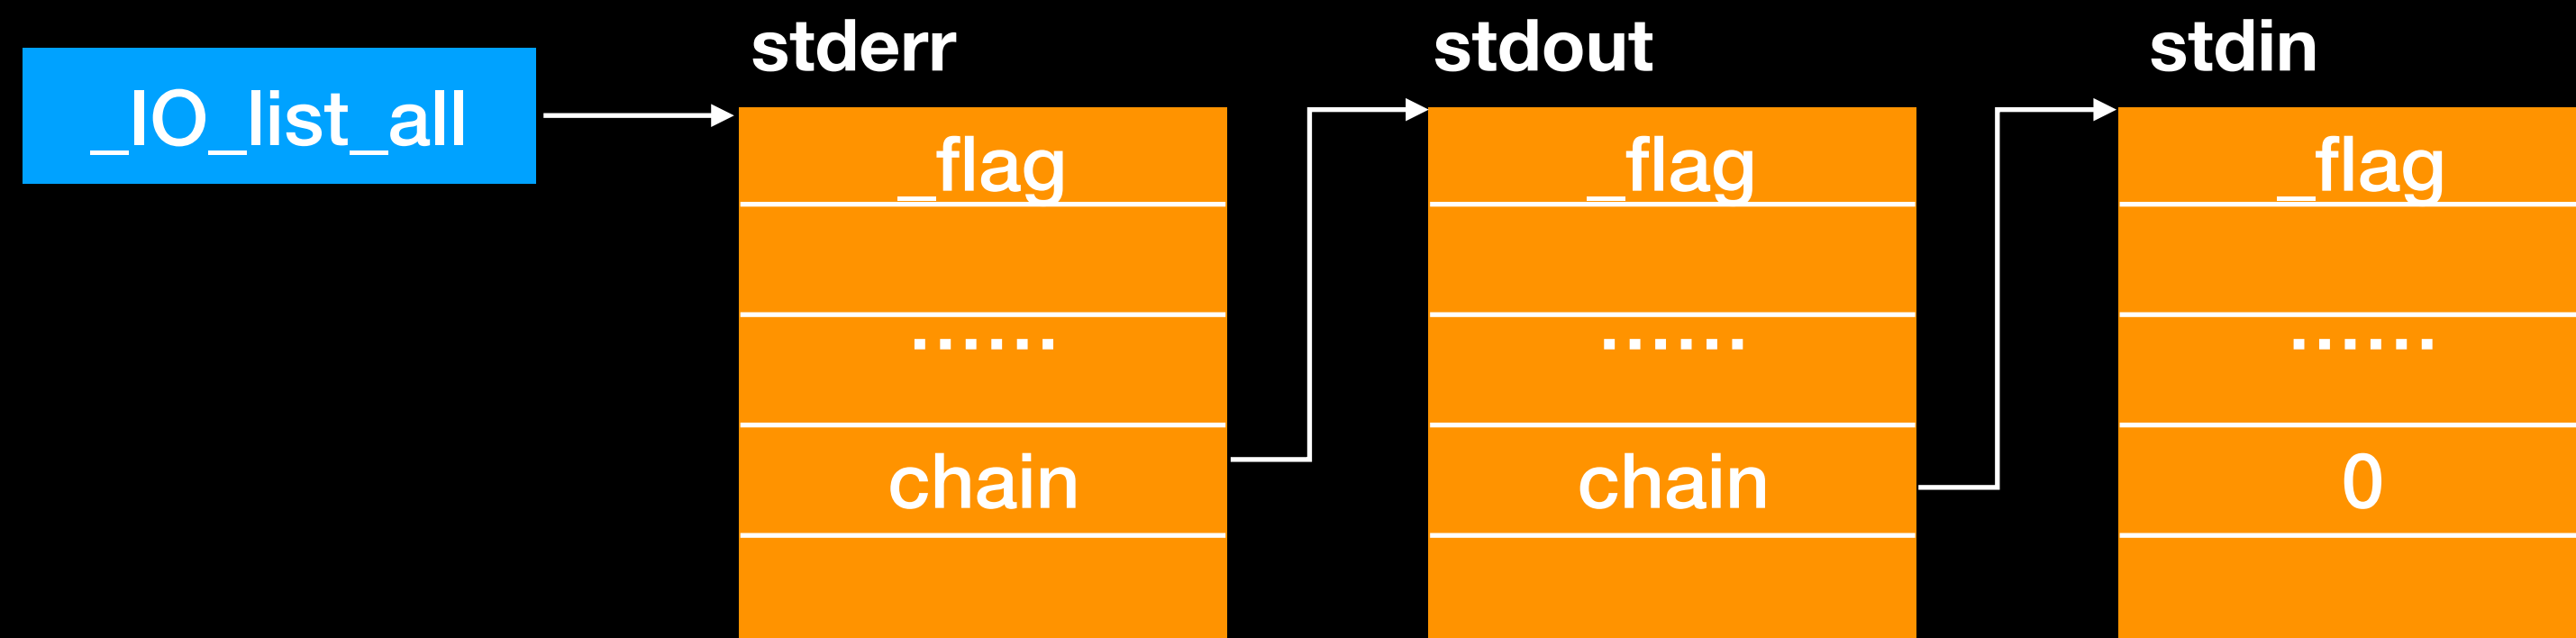 _IO_list_all
stderr
_flag
......
chain
stdout
_flag
......
chain
stdin
_flag
......
0